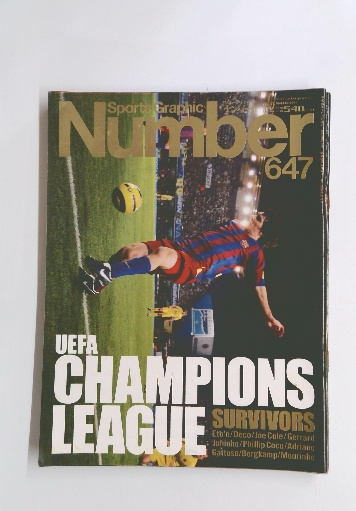 Sports Graphic
Number
647
UEFA
CHAMPIONS
LEAGUE
SURVIVORS
Eto'o/Deco/Joe Cole/Gerrard
Juninho/Phillip Cocu/Adriano
Gattuso/Bergkamp/Mourinho